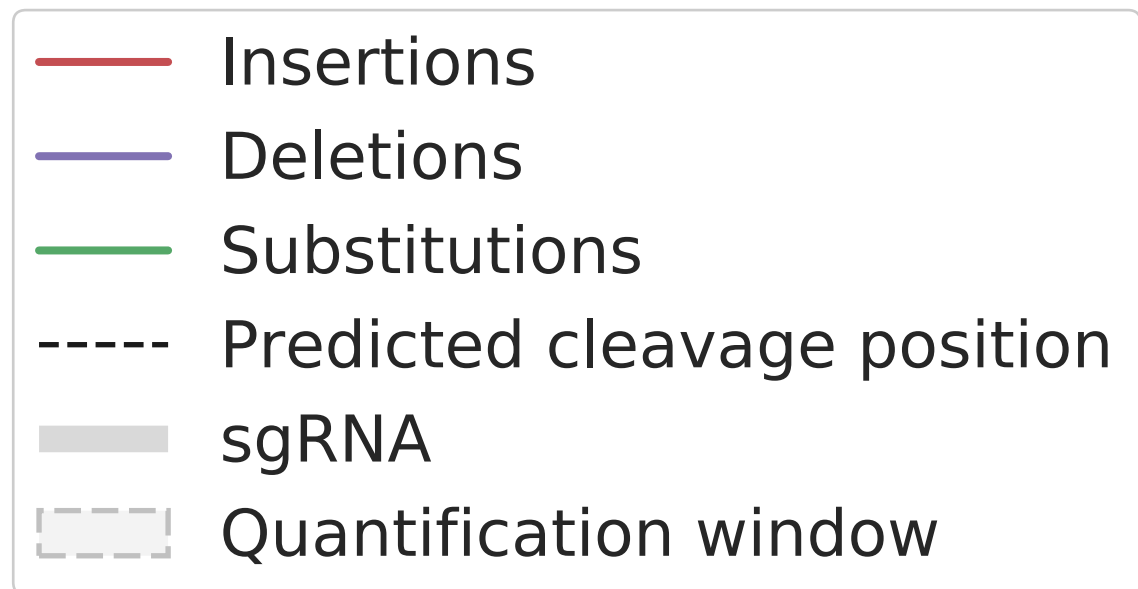 Insertions
Deletions
Substitutions
Predicted cleavage position
sgRNA
Quantification window